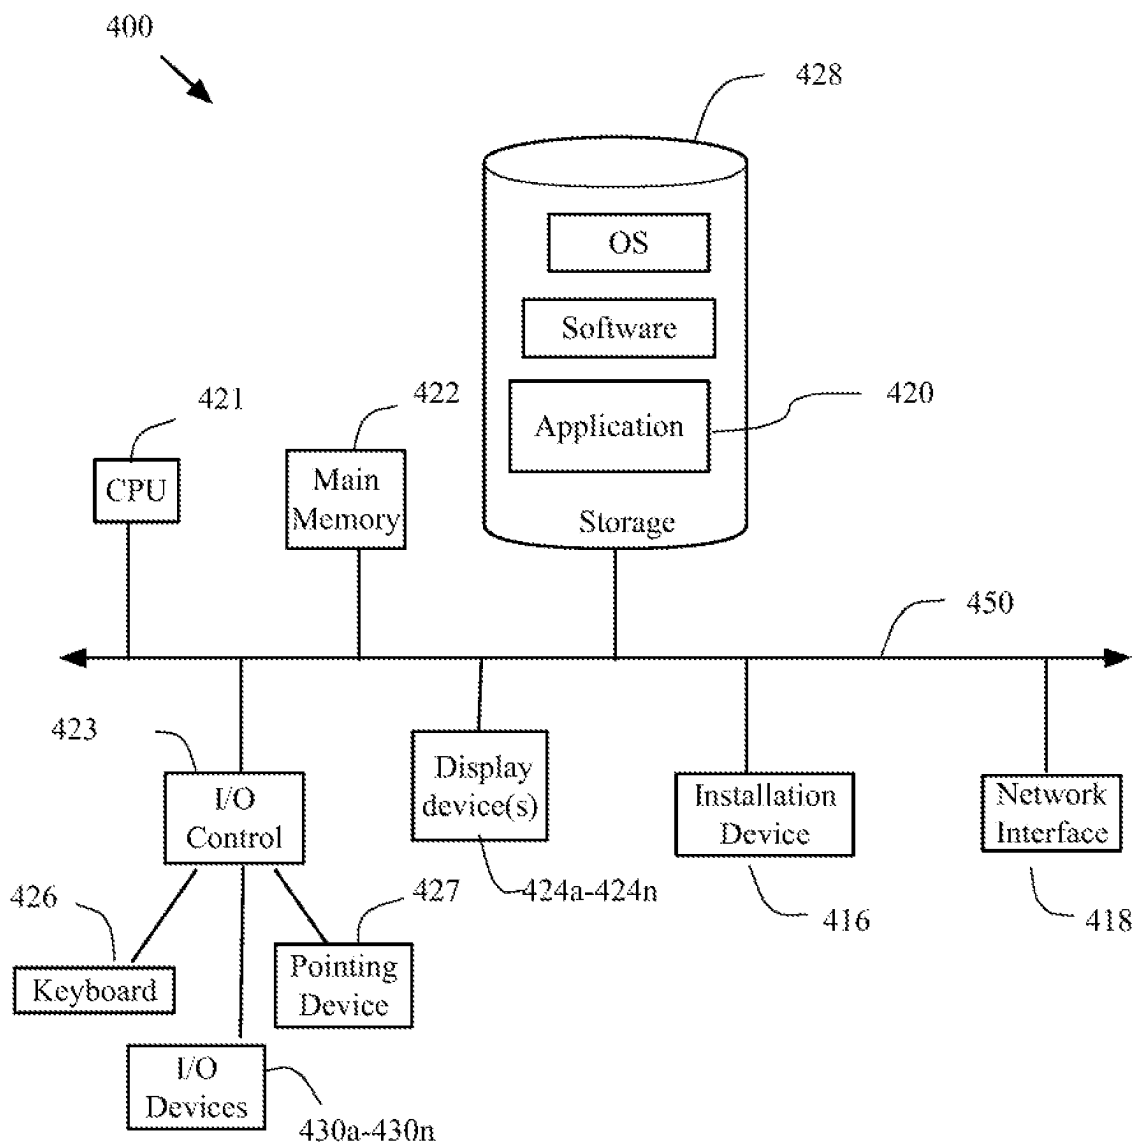 400
428
OS
Software
420
Application
421
422
CPU
Main
Memory
Storage
450
423
Display
device(s)
I/O
Control
Installation
Device
Network
Interface
424a-424n
427
426
416
418
Keyboard
Pointing
Device
I/O
Devices
430a-430n